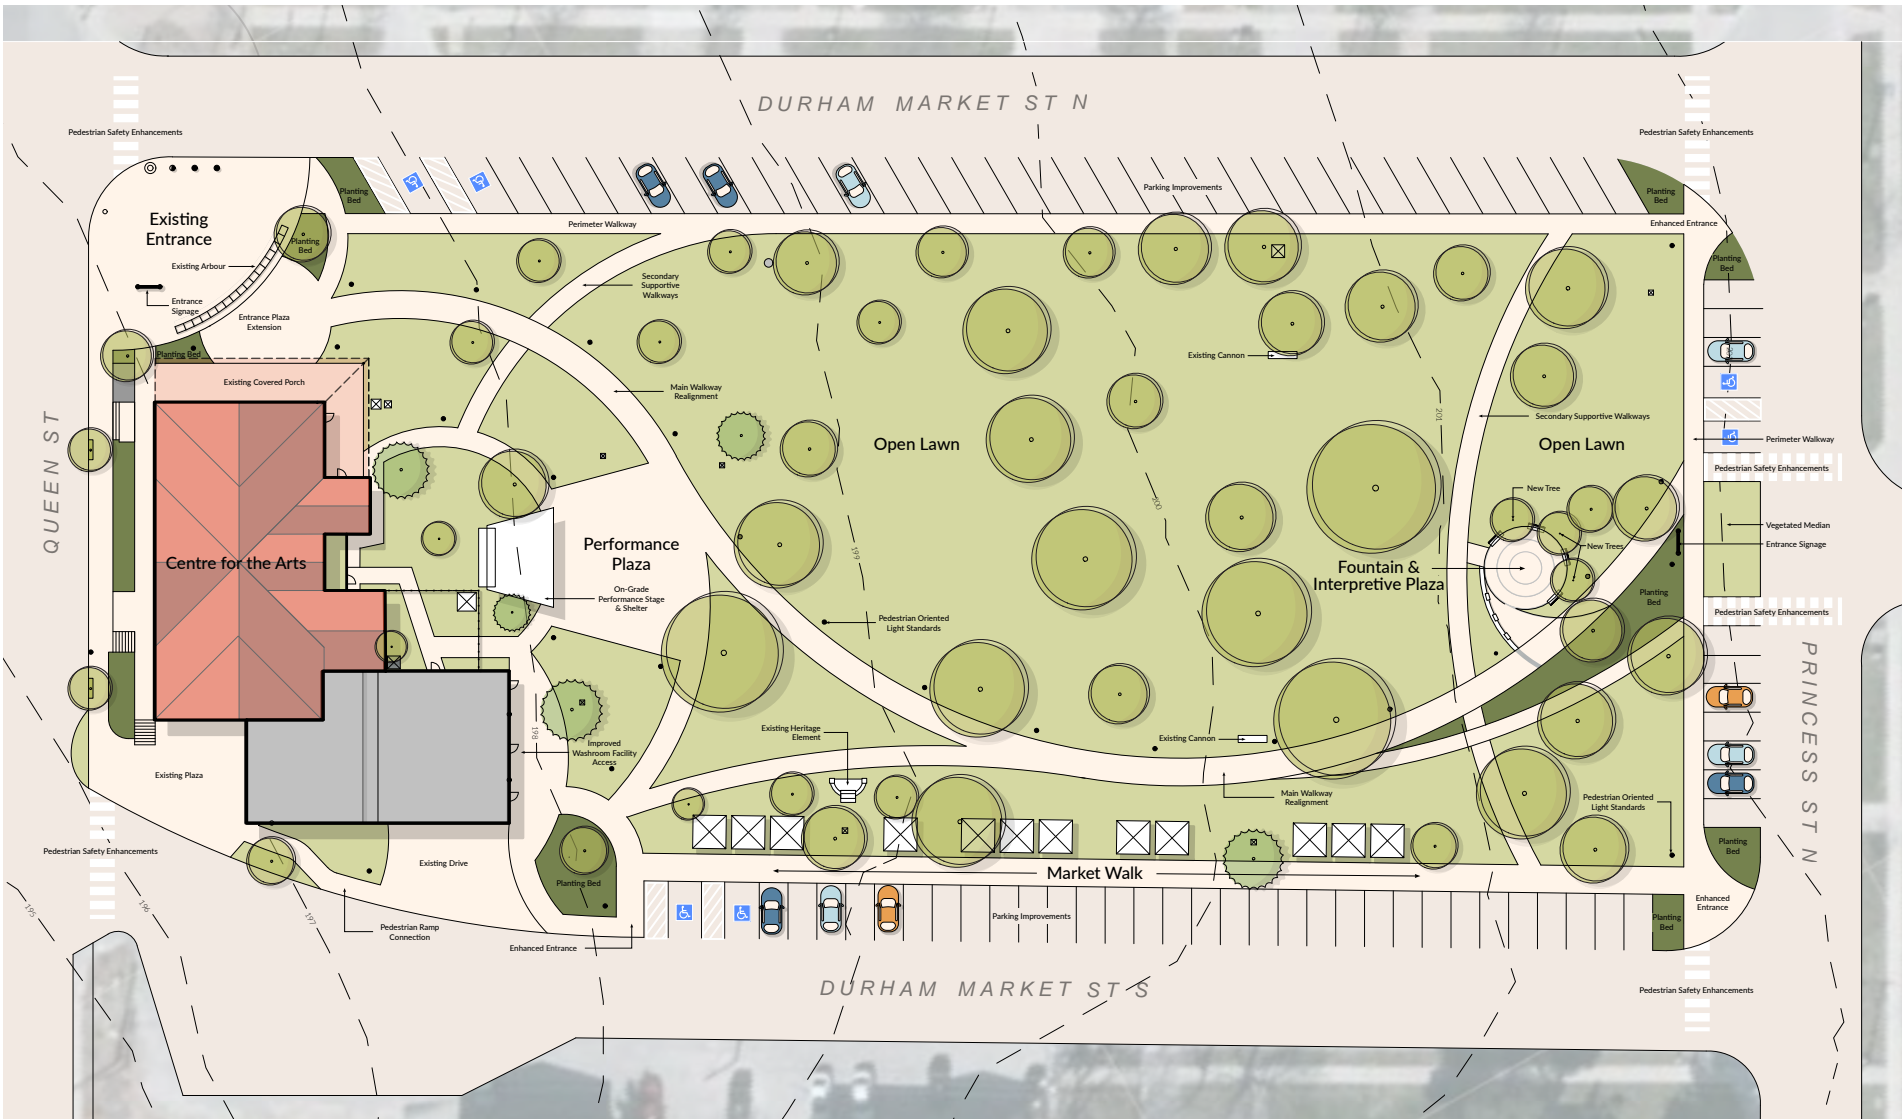 DURHAM MARKET ST N
Pedestrian Safety Enhancements
Pedestrian Safety Enhancements
Planting
Bed
Parking Improvements
Planting
Bed
Existing
Entrance
Perimeter Walkway
Enhanced Entrance
Planting
Bed
Existing Arbour
Planting
Bed
Secondary
Supportive
Walkways
Entrance
Signage
Entrance Plaza
Extension
Planting Bed
Existing Cannon
Existing Covered Porch
Main Walkway
Realignment
201
Secondary Supportive Walkways
Open Lawn
Open Lawn
Perimeter Walkway
QUEEN ST
Pedestrian Safety Enhancements
New Tree
200
Vegetated Median
Performance
Plaza
199
New Trees
Entrance Signage
Centre for the Arts
Fountain &
Interpretive Plaza
On-Grade
Performance Stage
& Shelter
Planting
Bed
Pedestrian Safety Enhancements
Pedestrian Oriented
Light Standards
PRINCESS ST N
198
Existing Heritage
Element
Existing Cannon
Improved
Washroom Facility
Access
Existing Plaza
Main Walkway
Realignment
Pedestrian Oriented
Light Standards
Pedestrian Safety Enhancements
Existing Drive
Planting
Bed
Market Walk
Planting Bed
195
196
197
Pedestrian Ramp
Connection
Enhanced Entrance
Parking Improvements
Planting
Bed
Enhanced
Entrance
DURHAM MARKET ST S
Pedestrian Safety Enhancements